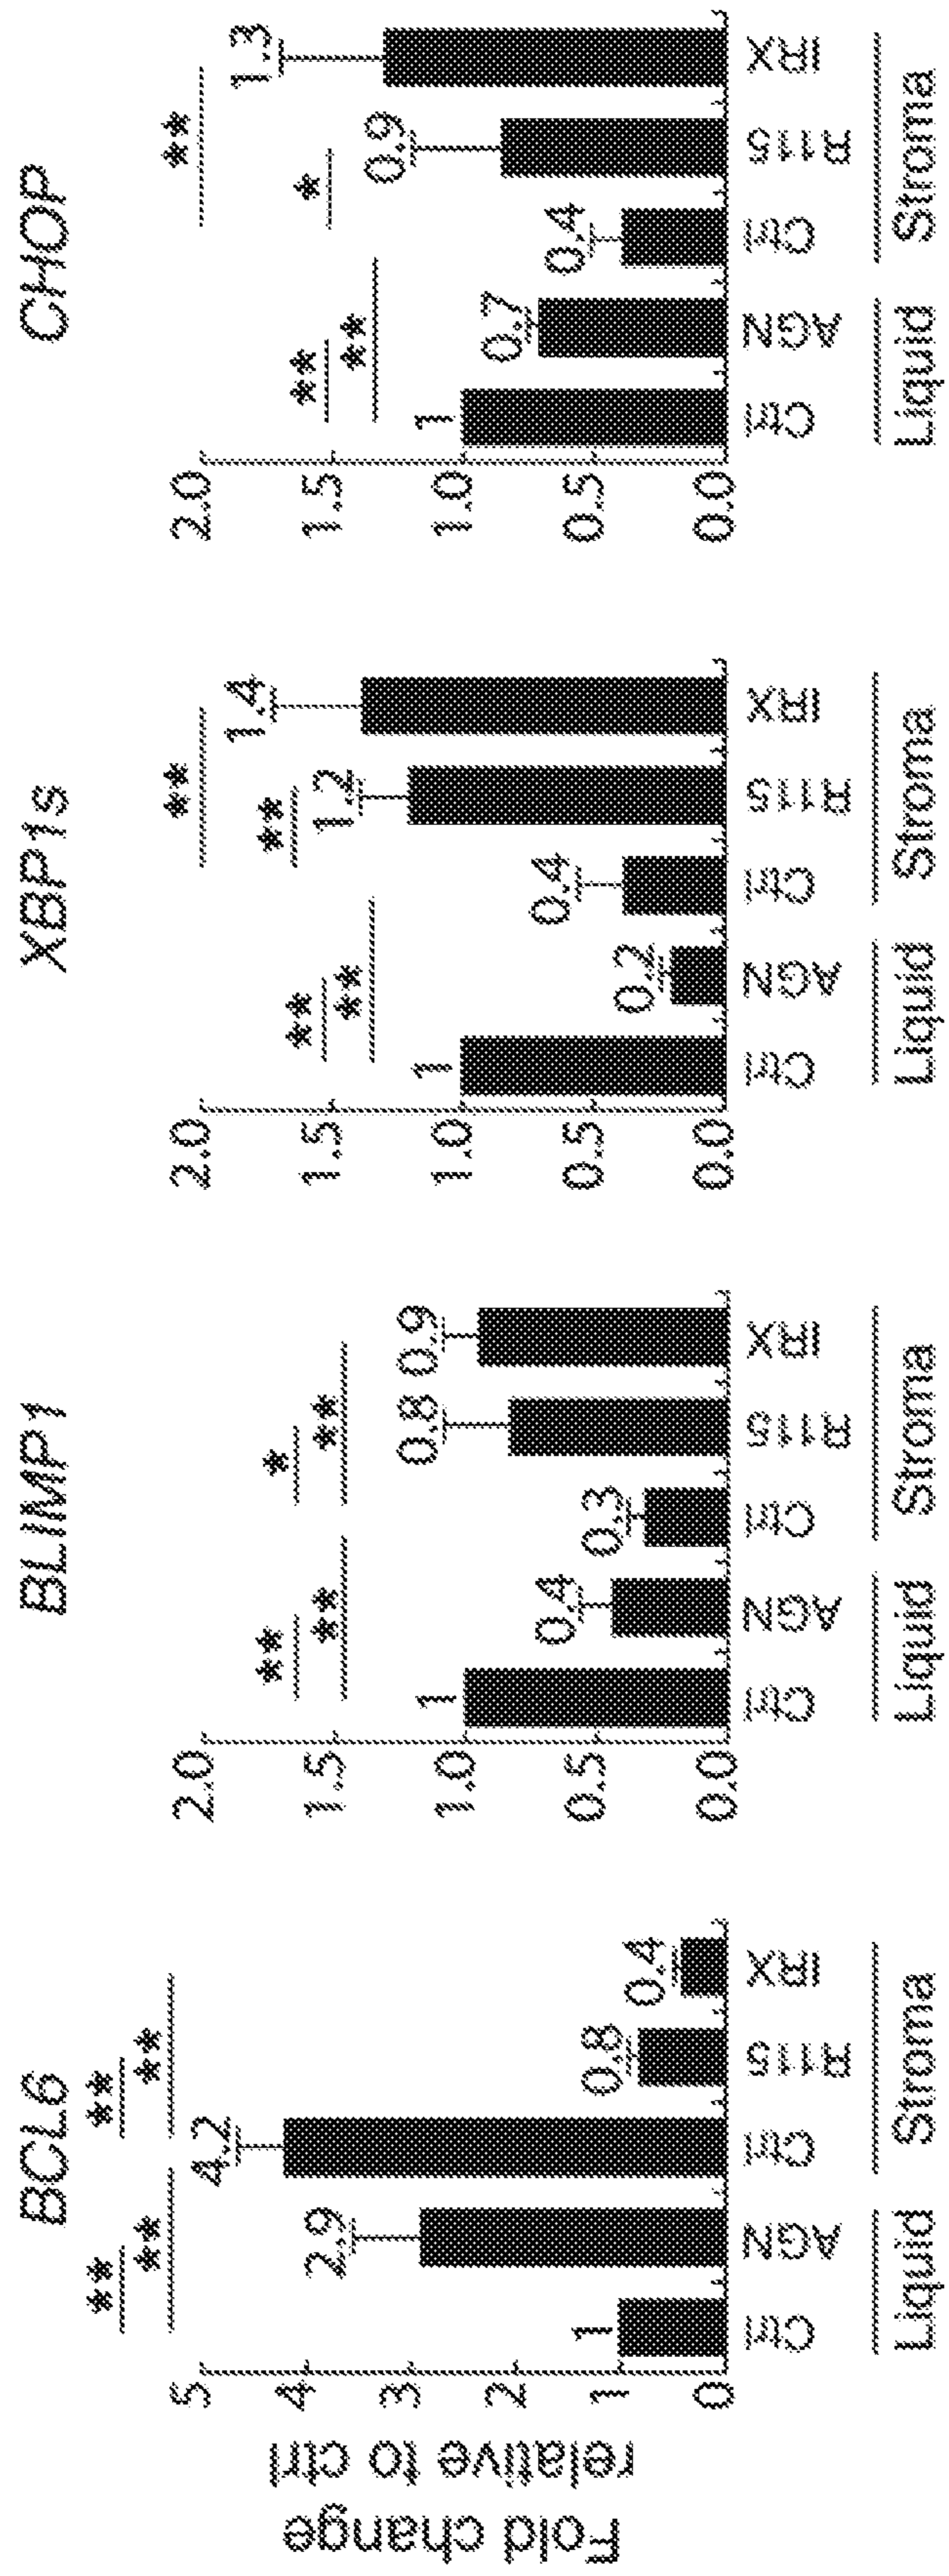 Fold change
relative to ctrl
BCL6
5
4
3
2
1
0
** **
** **
1 2.9 4.2 0.8 0.4
Ctrl AGN Ctrl R115 IRX
Liquid Stroma
BLIMP1
2.0
1.5
1.0
0.5
0.0
** *
** **
1 0.4 0.3 0.8 0.9
Ctrl AGN Ctrl R115 IRX
Liquid Stroma
XBP1s
2.0
1.5
1.0
0.5
0.0
**
** **
**
1 0.2 0.4 1.2 1.4
Ctrl AGN Ctrl R115 IRX
Liquid Stroma
CHOP
2.0
1.5
1.0
0.5
0.0
**
** *
**
1 0.7 0.4 0.9 1.3
Ctrl AGN Ctrl R115 IRX
Liquid Stroma